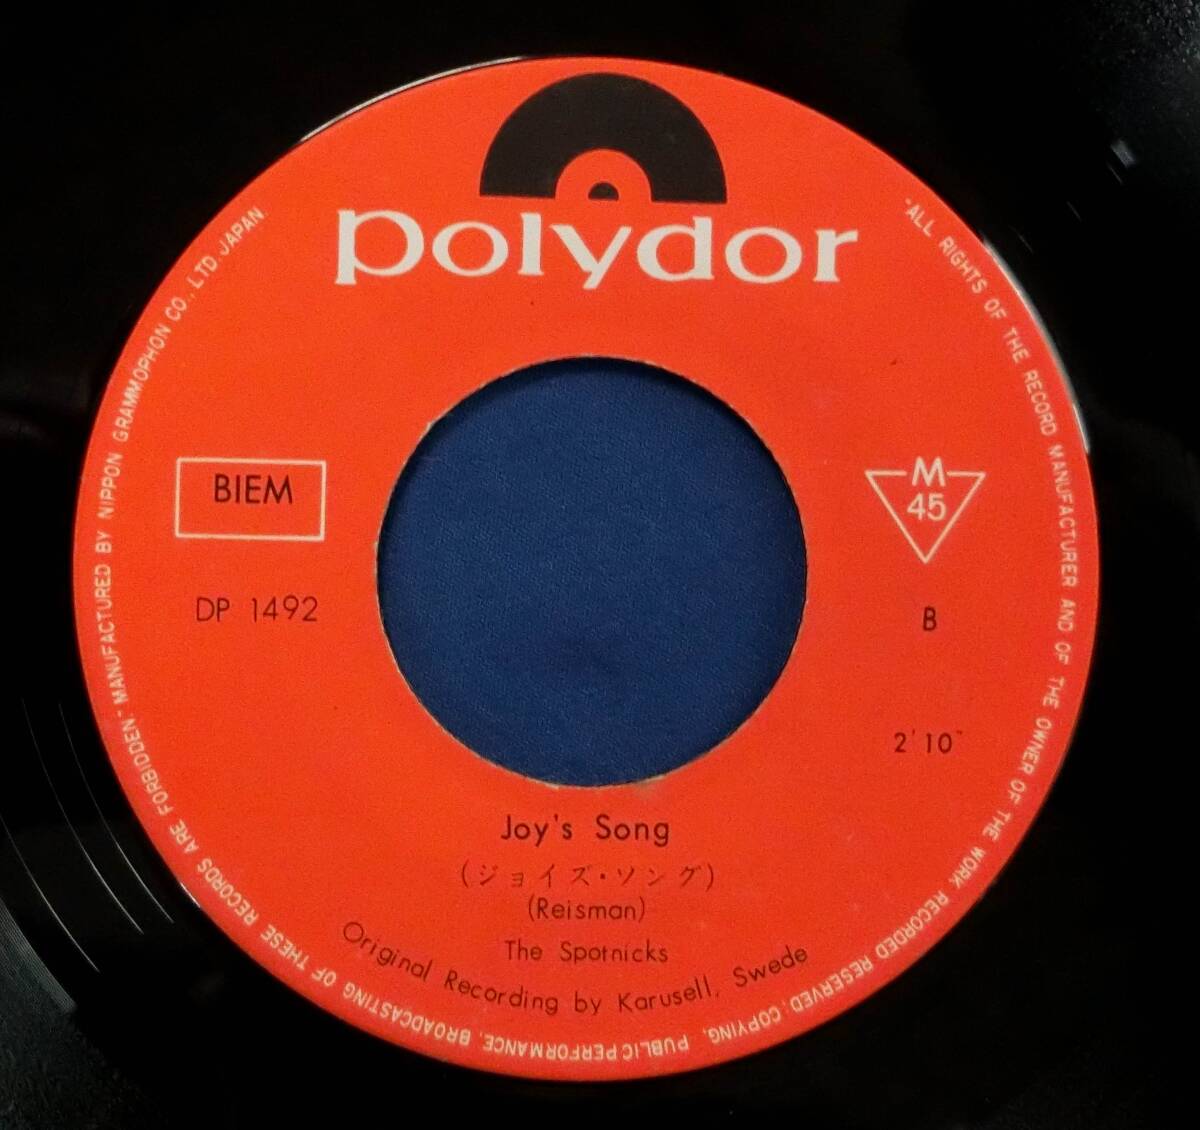 polydor
BIEM
M
45
DP 1492
B
2'10"
Joy's Song
(ジョイズ・ソング)
(Reisman)
The Spotnicks
Original Recording by Karusell, Swede
"ALL RIGHTS OF THE RECORD MANUFACTURER AND OF THE OWNER OF THE WORK RECORDED RESERVED. COPYING, PUBLIC PERFORMANCE, BROADCASTING OF THESE RECORDS ARE FORBIDDEN" MANUFACTURED BY NIPPON GRAMMOPHON CO., LTD. JAPAN.